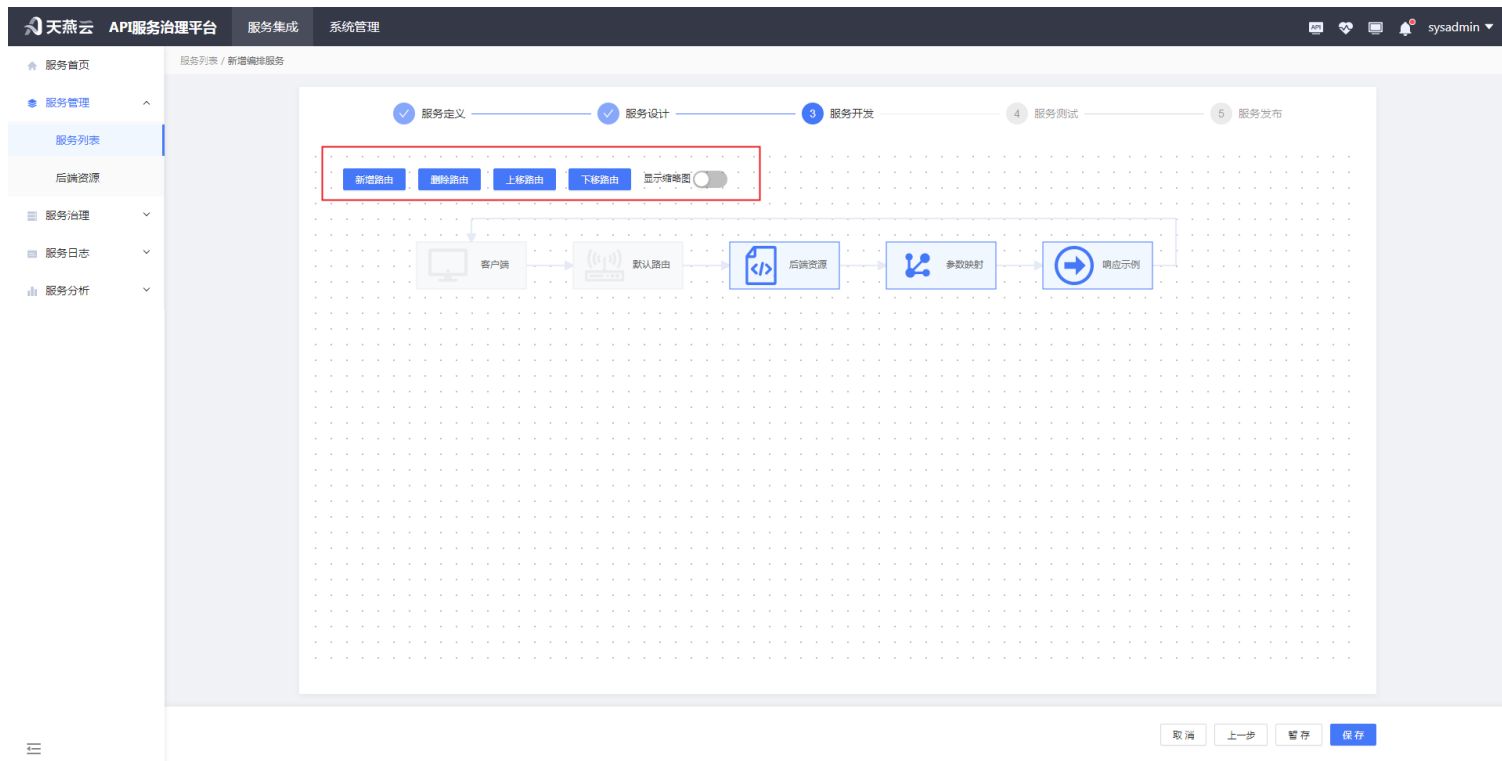 天燕云 API服务治理平台 服务集成 系统管理 API sysadmin
服务首页
服务管理
服务列表
后端资源
服务治理
服务日志
服务分析
服务列表 / 新增编排服务
服务定义 服务设计 3 服务开发 4 服务测试 5 服务发布
新增路由 删除路由 上移路由 下移路由 显示缩略图
客户端 默认路由 后端资源 参数映射 响应示例
取消 上一步 暂存 保存